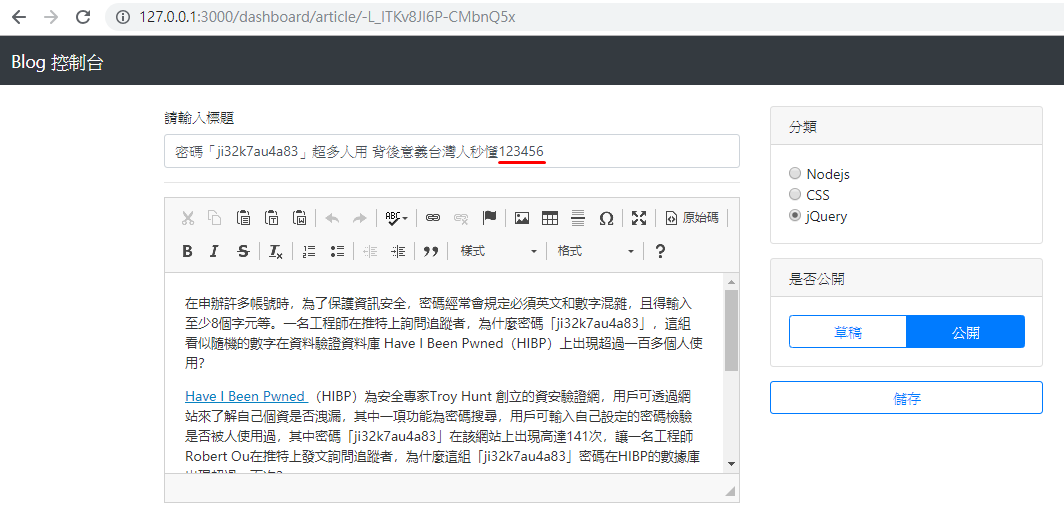 127.0.0.1:3000/dashboard/article/-L_lTKv8Jl6P-CMbnQ5x
Blog 控制台
請輸入標題
密碼「ji32k7au4a83」超多人用 背後意義台灣人秒懂123456
ABC
原始碼
B I S Tx
樣式
格式
?
在申辦許多帳號時，為了保護資訊安全，密碼經常會規定必須英文和數字混雜，且得輸入
至少8個字元等。一名工程師在推特上詢問追蹤者，為什麼密碼「ji32k7au4a83」，這組
看似隨機的數字在資料驗證資料庫 Have I Been Pwned（HIBP）上出現超過一百多個人使
用?
Have I Been Pwned （HIBP）為安全專家Troy Hunt 創立的資安驗證網，用戶可透過網
站來了解自己個資是否洩漏，其中一項功能為密碼搜尋，用戶可輸入自己設定的密碼檢驗
是否被人使用過，其中密碼「ji32k7au4a83」在該網站上出現高達141次，讓一名工程師
Robert Ou在推特上發文詢問追蹤者，為什麼這組「ji32k7au4a83」密碼在HIBP的數據庫
分類
Nodejs
CSS
jQuery
是否公開
草稿
公開
儲存